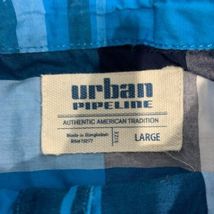 urban
PIPELINE
AUTHENTIC AMERICAN TRADITION
Made in Bangladesh
LARGE